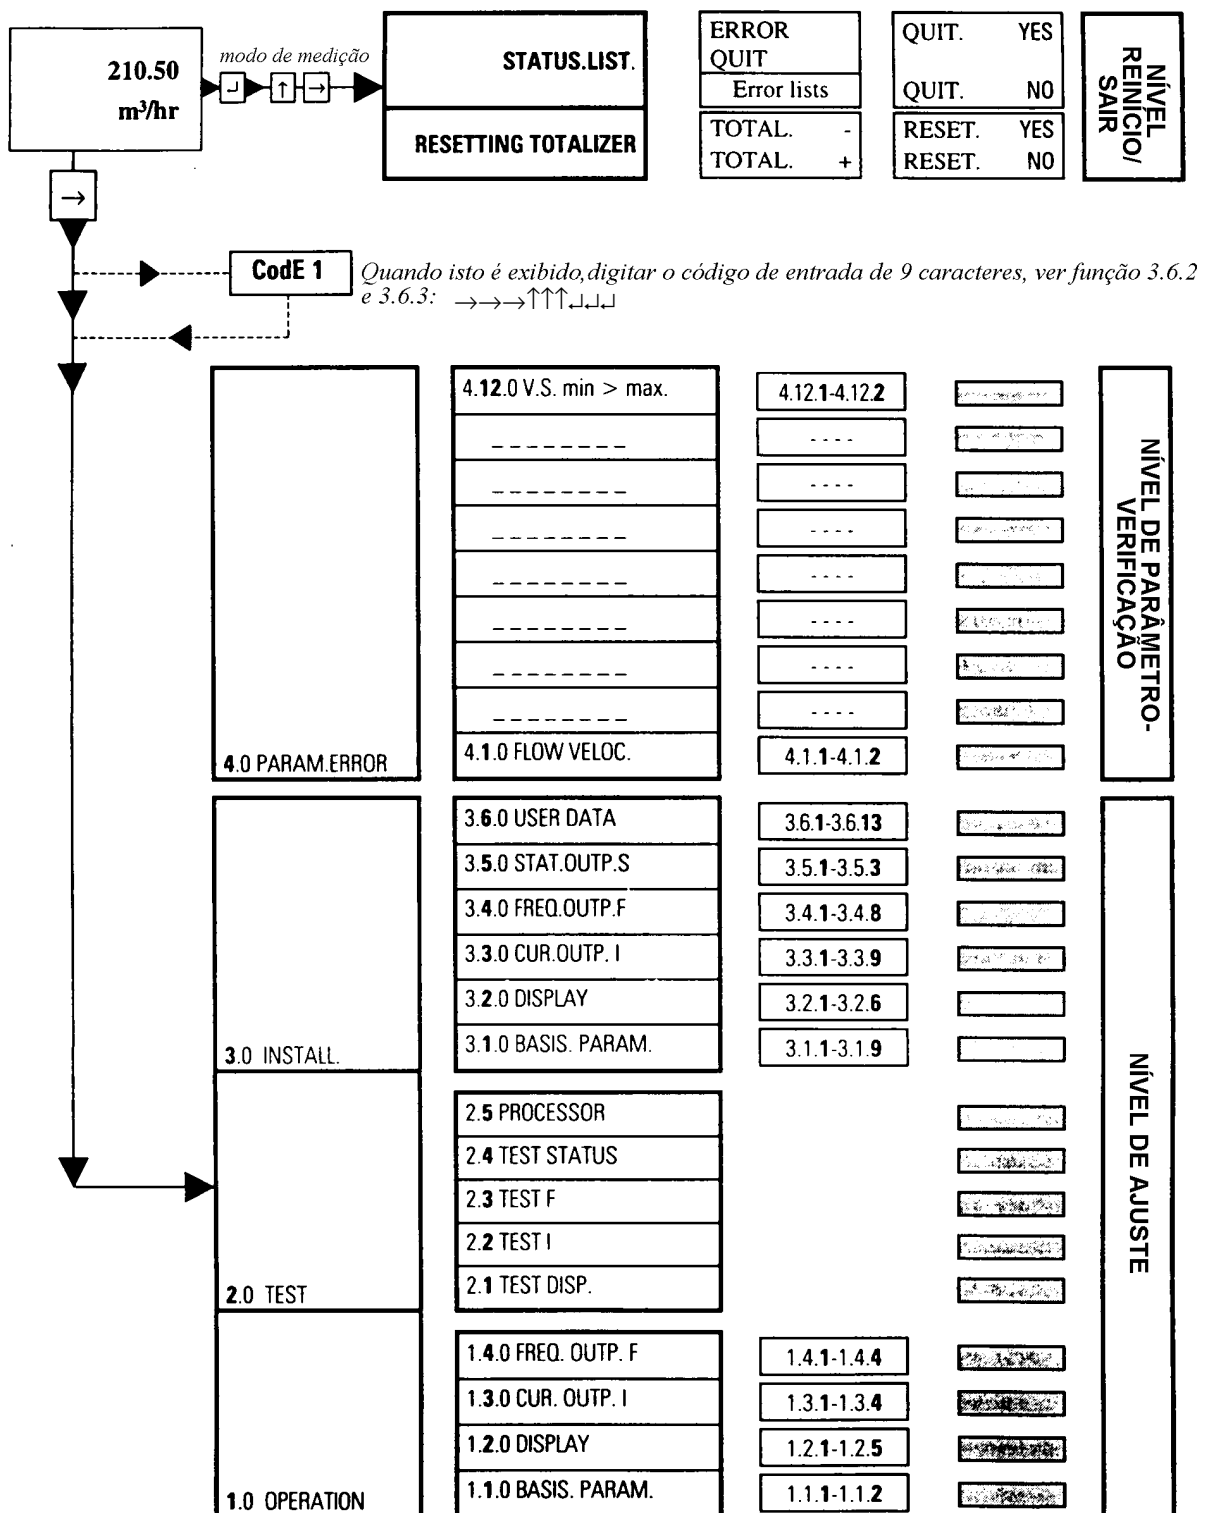 210.50
m³/hr
modo de medição
↵ ↑ →
STATUS.LIST.
RESETTING TOTALIZER
ERROR
QUIT
Error lists
TOTAL. -
TOTAL. +
QUIT. YES
QUIT. NO
RESET. YES
RESET. NO
NÍVEL
REINÍCIO/
SAIR
→
CodE 1
Quando isto é exibido, digitar o código de entrada de 9 caracteres, ver função 3.6.2
e 3.6.3: →→→↑↑↑↵↵↵
4.12.0 V.S. min > max. 4.12.1-4.12.2
_ _ _ _ _ _ _ _ - - - -
_ _ _ _ _ _ _ _ - - - -
_ _ _ _ _ _ _ _ - - - -
_ _ _ _ _ _ _ _ - - - -
_ _ _ _ _ _ _ _ - - - -
_ _ _ _ _ _ _ _ - - - -
_ _ _ _ _ _ _ _ - - - -
4.0 PARAM.ERROR 4.1.0 FLOW VELOC. 4.1.1-4.1.2
NÍVEL DE PARÂMETRO-
VERIFICAÇÃO
3.6.0 USER DATA 3.6.1-3.6.13
3.5.0 STAT.OUTP.S 3.5.1-3.5.3
3.4.0 FREQ.OUTP.F 3.4.1-3.4.8
3.3.0 CUR.OUTP. I 3.3.1-3.3.9
3.2.0 DISPLAY 3.2.1-3.2.6
3.0 INSTALL. 3.1.0 BASIS. PARAM. 3.1.1-3.1.9
2.5 PROCESSOR
2.4 TEST STATUS
2.3 TEST F
2.2 TEST I
2.0 TEST 2.1 TEST DISP.
1.4.0 FREQ. OUTP. F 1.4.1-1.4.4
1.3.0 CUR. OUTP. I 1.3.1-1.3.4
1.2.0 DISPLAY 1.2.1-1.2.5
1.0 OPERATION 1.1.0 BASIS. PARAM. 1.1.1-1.1.2
NÍVEL DE AJUSTE